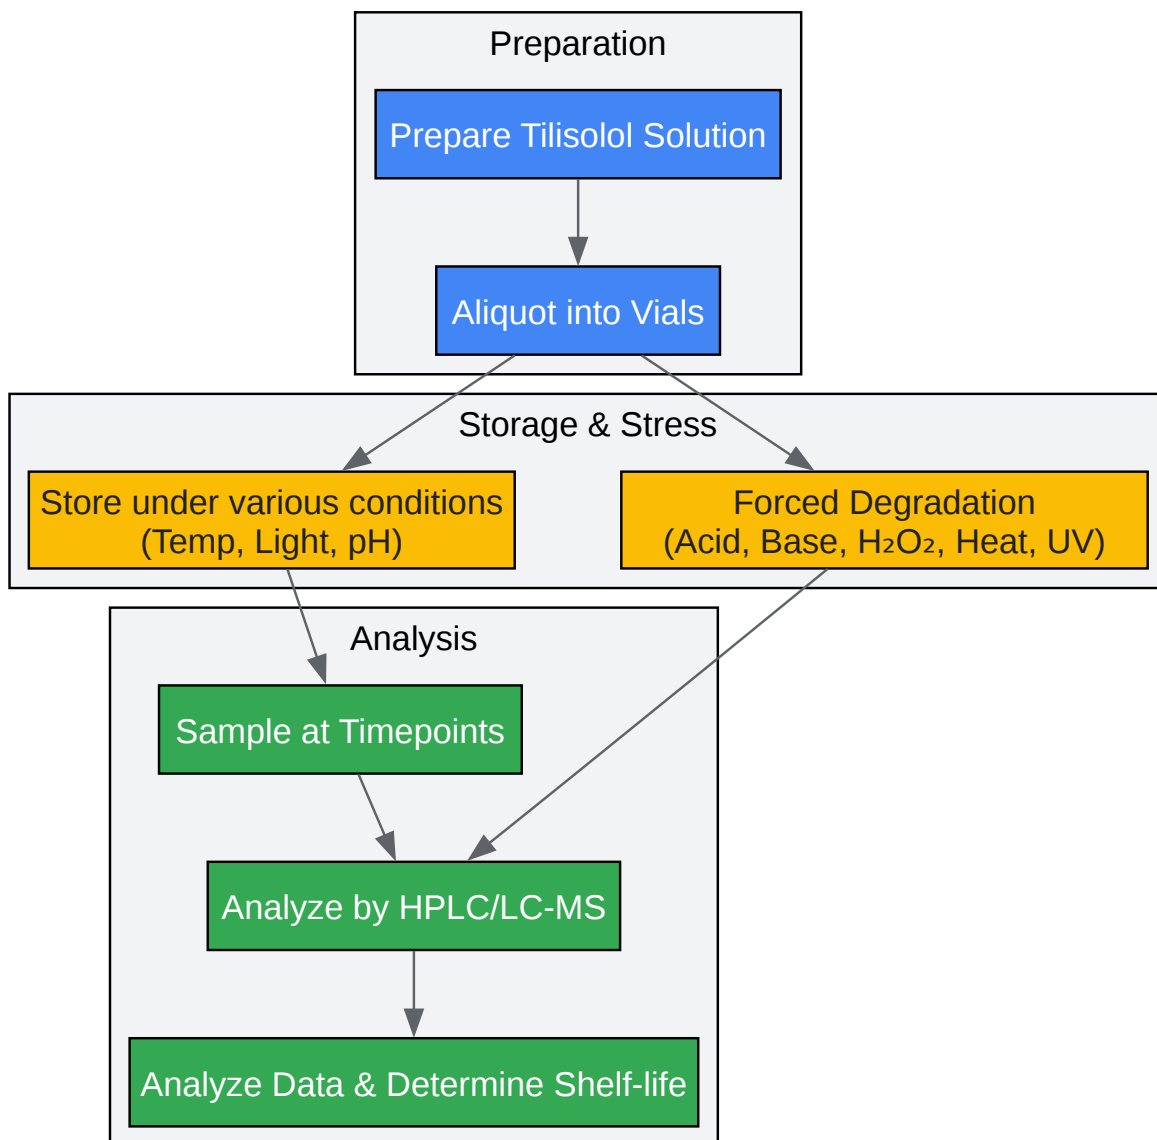 Preparation
Prepare Tilisolol Solution
Aliquot into Vials
Storage & Stress
Store under various conditions
(Temp, Light, pH)
Forced Degradation
(Acid, Base, H₂O₂, Heat, UV)
Analysis
Sample at Timepoints
Analyze by HPLC/LC-MS
Analyze Data & Determine Shelf-life